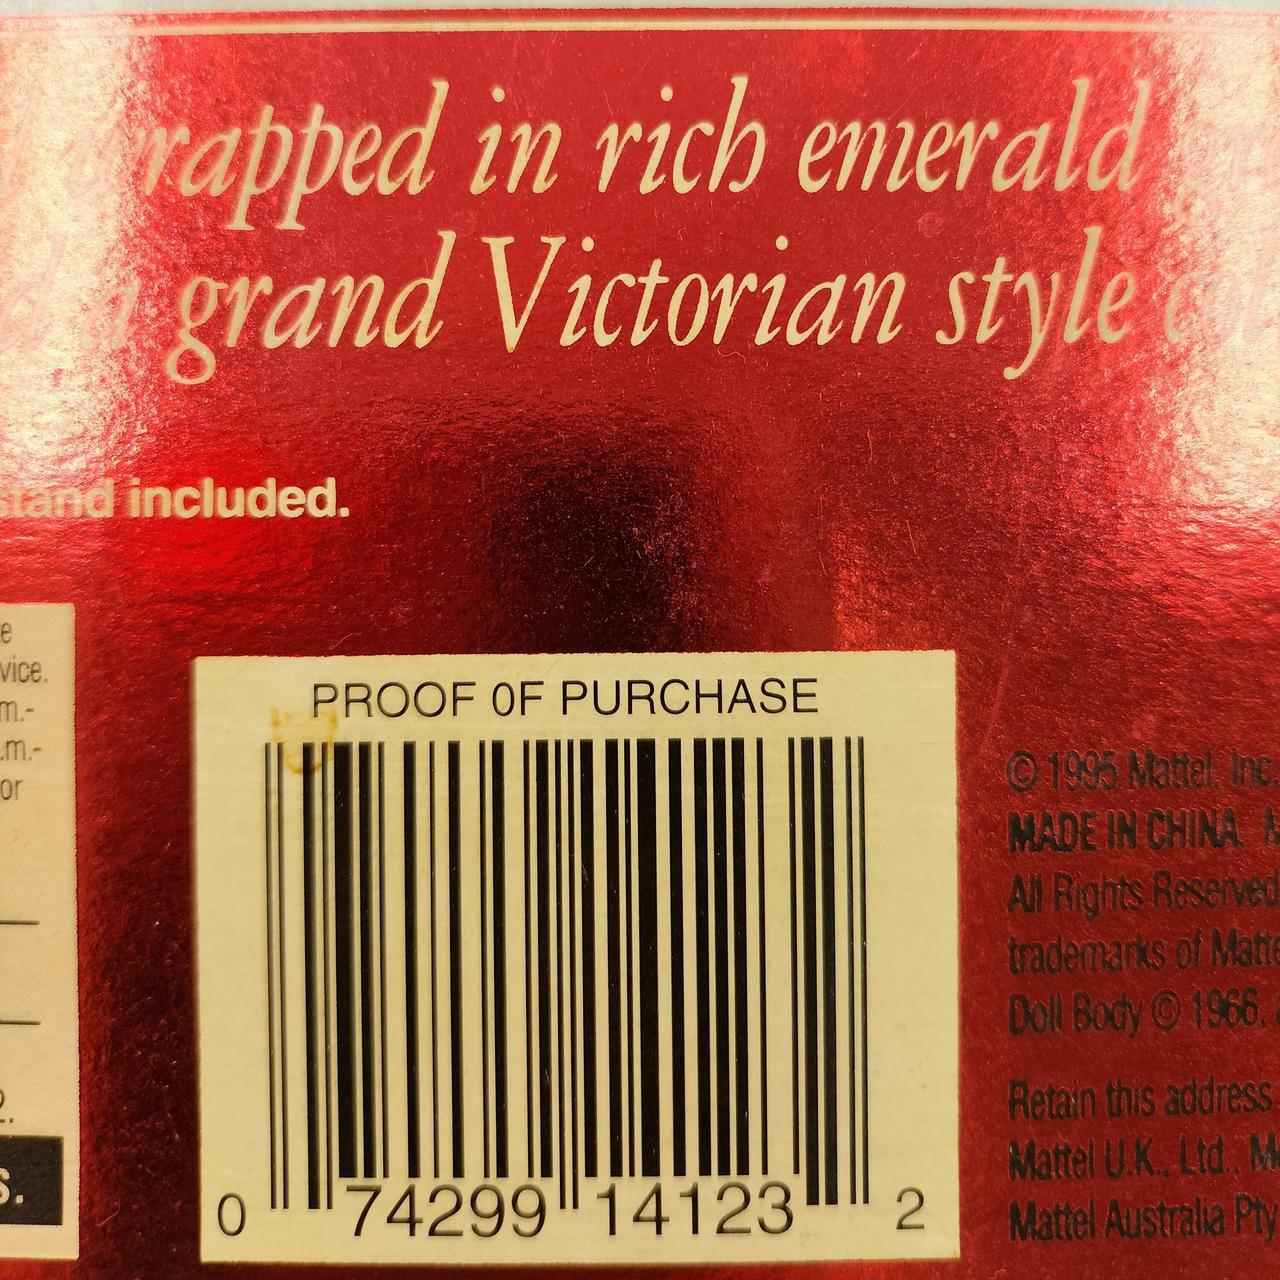 wrapped in rich emerald
a grand Victorian style
stand included.
vice.
m.-
.m.-
or
2.
S.
PROOF 0F PURCHASE
0 74299 14123 2
© 1995 Mattel, Inc.
MADE IN CHINA.
All Rights Reserved
trademarks of
Doll Body © 1966,
Retain this address
Mattel U.K., Ltd.,
Mattel Australia Pty